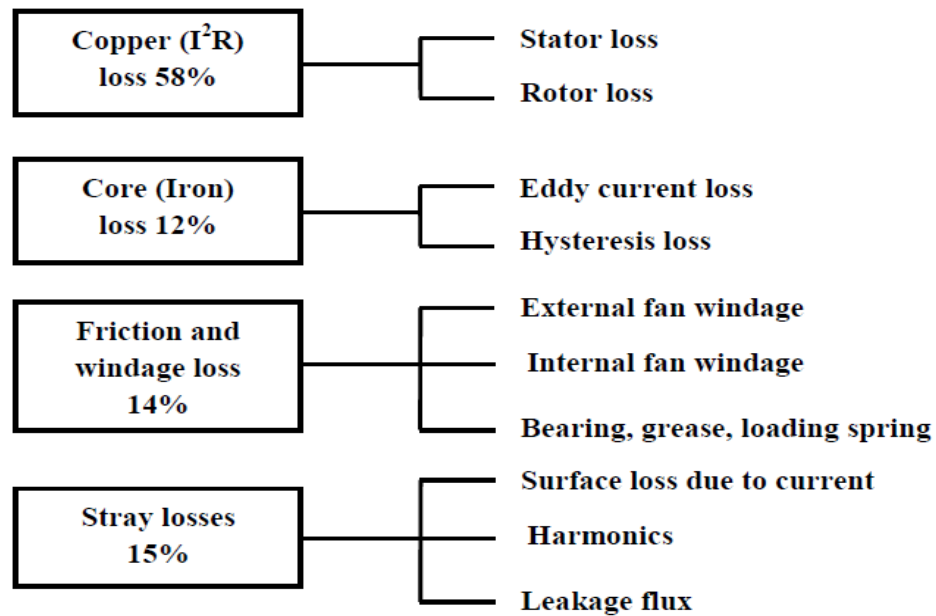 Copper (I²R)
loss 58%
Stator loss
Rotor loss
Core (Iron)
loss 12%
Eddy current loss
Hysteresis loss
Friction and
windage loss
14%
External fan windage
Internal fan windage
Bearing, grease, loading spring
Stray losses
15%
Surface loss due to current
Harmonics
Leakage flux